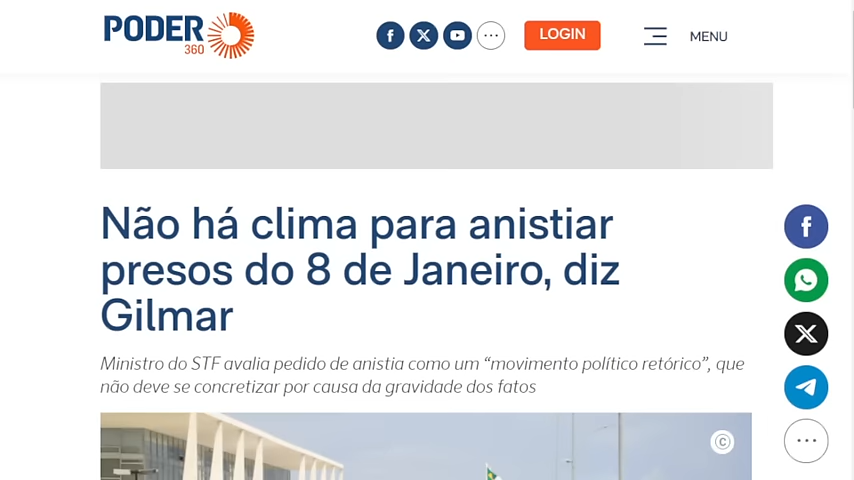 PODER
360
LOGIN
MENU
Não há clima para anistiar
presos do 8 de Janeiro, diz
Gilmar
Ministro do STF avalia pedido de anistia como um “movimento político retórico”, que
não deve se concretizar por causa da gravidade dos fatos
©